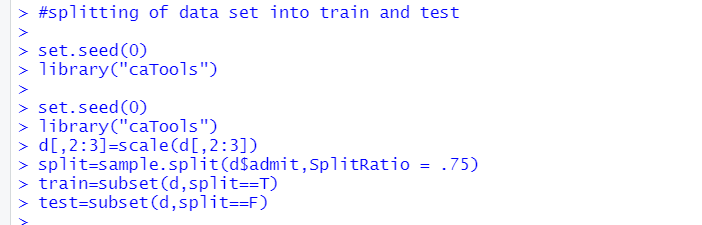 > #splitting of data set into train and test
>
> set.seed(0)
> library("caTools")
>
> set.seed(0)
> library("caTools")
> d[,2:3]=scale(d[,2:3])
> split=sample.split(d$admit,SplitRatio = .75)
> train=subset(d,split==T)
> test=subset(d,split==F)
>